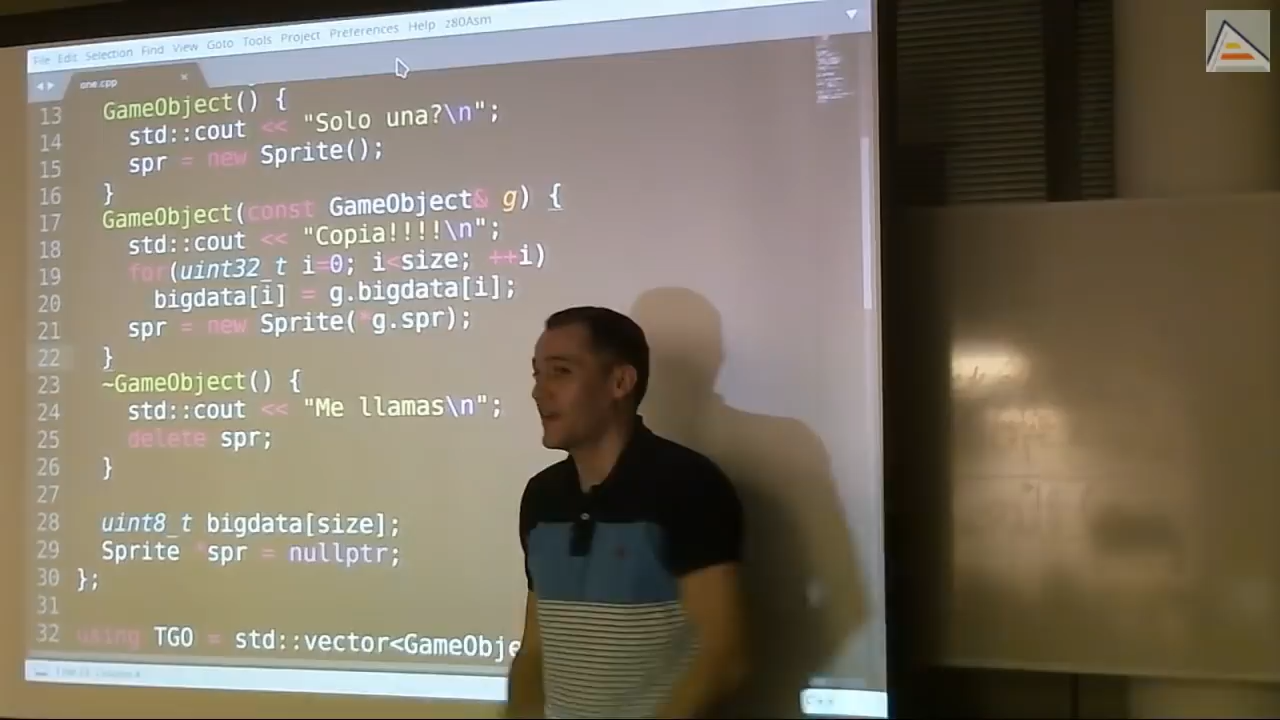 File Edit Selection Find View Goto Tools Project Preferences Help z80Asm
one.cpp
13 GameObject() {
14 std::cout << "Solo una?\n";
15 spr = new Sprite();
16 }
17 GameObject(const GameObject& g) {
18 std::cout << "Copia!!!!\n";
19 for(uint32_t i=0; i<size; ++i)
20 bigdata[i] = g.bigdata[i];
21 spr = new Sprite(*g.spr);
22 }
23 ~GameObject() {
24 std::cout << "Me llamas\n";
25 delete spr;
26 }
27
28 uint8_t bigdata[size];
29 Sprite *spr = nullptr;
30 };
31
32 using TGO = std::vector<GameObje
C++